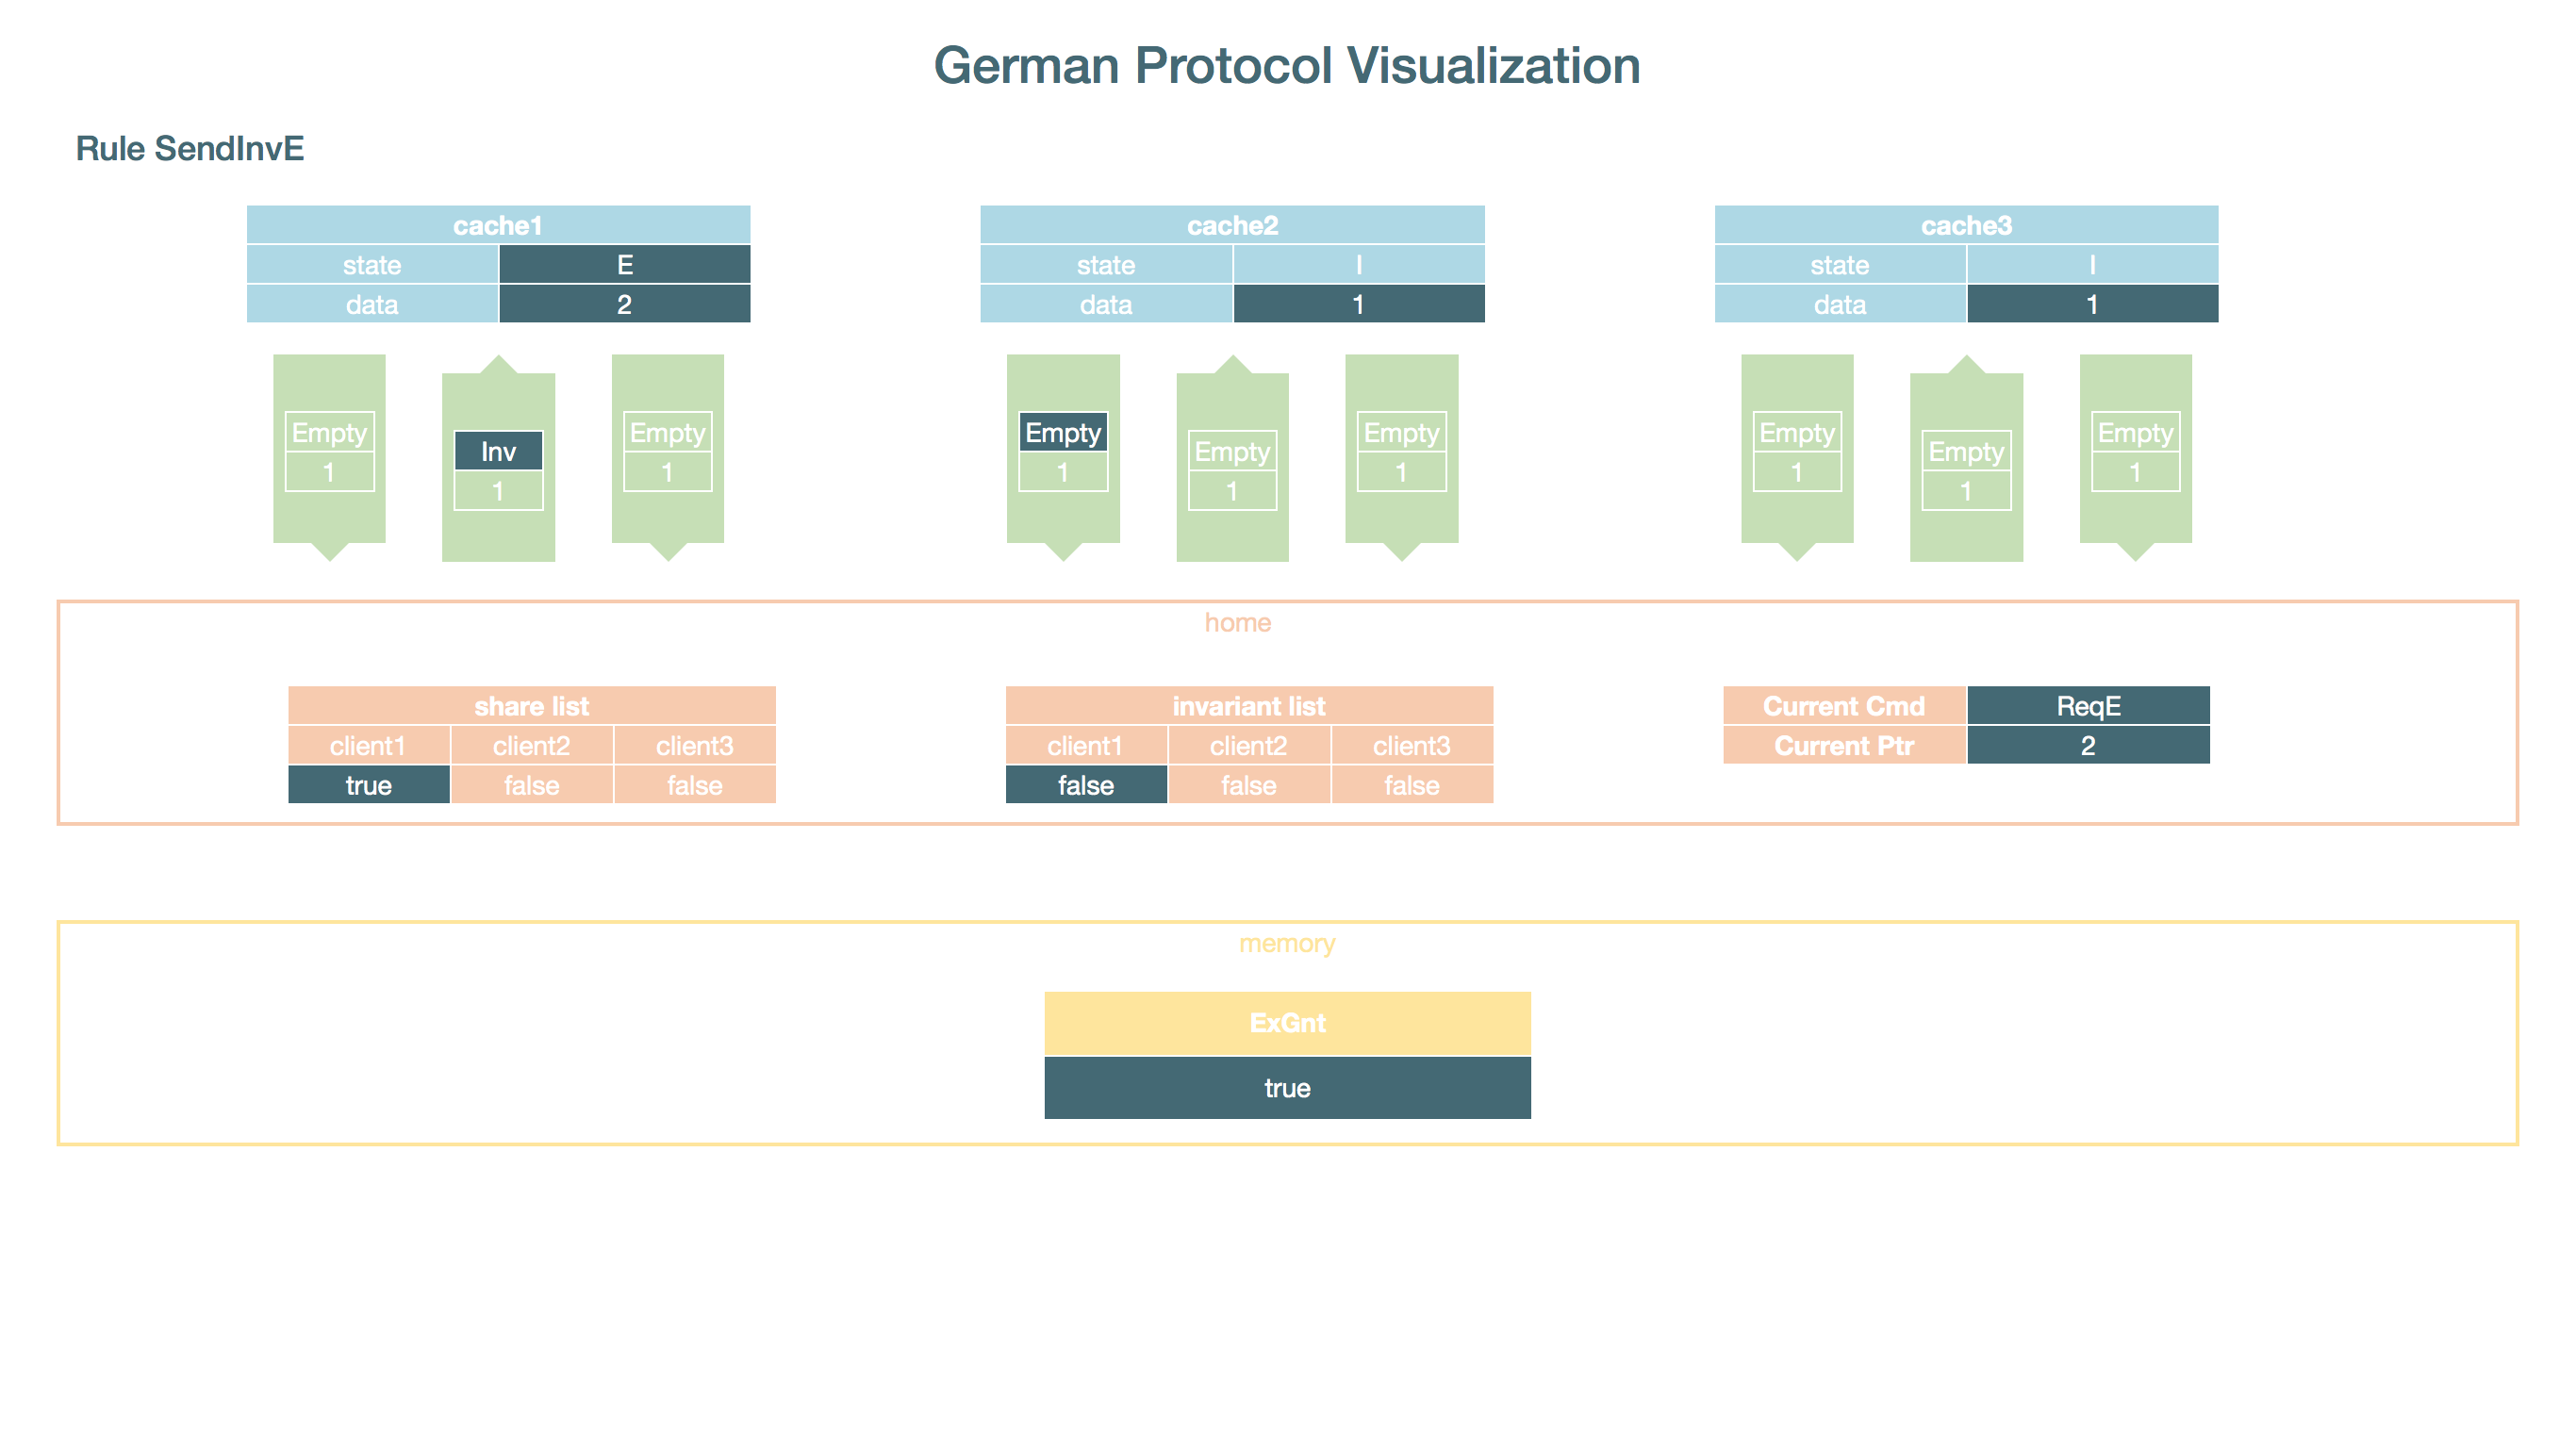 German Protocol Visualization
Rule SendInvE
cache1
state E
data 2
cache2
state I
data 1
cache3
state I
data 1
Empty
1
Inv
1
Empty
1
Empty
1
Empty
1
Empty
1
Empty
1
Empty
1
Empty
1
home
share list
client1 client2 client3
true false false
invariant list
client1 client2 client3
false false false
Current Cmd ReqE
Current Ptr 2
memory
ExGnt
true